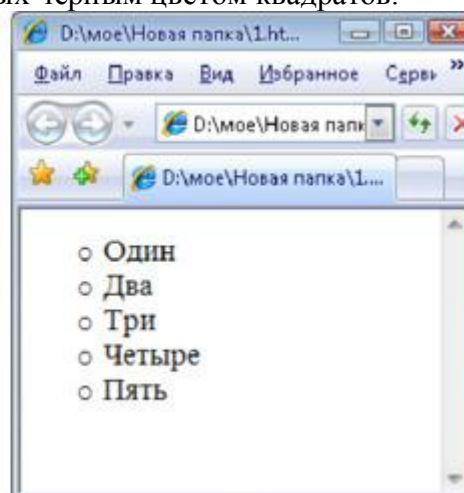 ых черным цветом квадратов.
D:\мое\Новая папка\1.ht...
Файл Правка Вид Избранное Серви »
D:\мое\Новая папк
D:\мое\Новая папка\1....
Один
Два
Три
Четыре
Пять